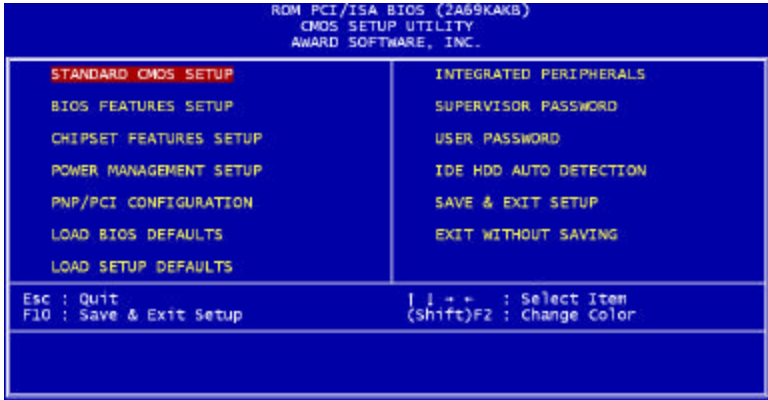 ROM PCI/ISA BIOS (2A69KAKB)
CMOS SETUP UTILITY
AWARD SOFTWARE, INC.
STANDARD CMOS SETUP
BIOS FEATURES SETUP
CHIPSET FEATURES SETUP
POWER MANAGEMENT SETUP
PNP/PCI CONFIGURATION
LOAD BIOS DEFAULTS
LOAD SETUP DEFAULTS
INTEGRATED PERIPHERALS
SUPERVISOR PASSWORD
USER PASSWORD
IDE HDD AUTO DETECTION
SAVE & EXIT SETUP
EXIT WITHOUT SAVING
Esc : Quit
F10 : Save & Exit Setup
↑ ↓ → ← : Select Item
(Shift)F2 : Change Color